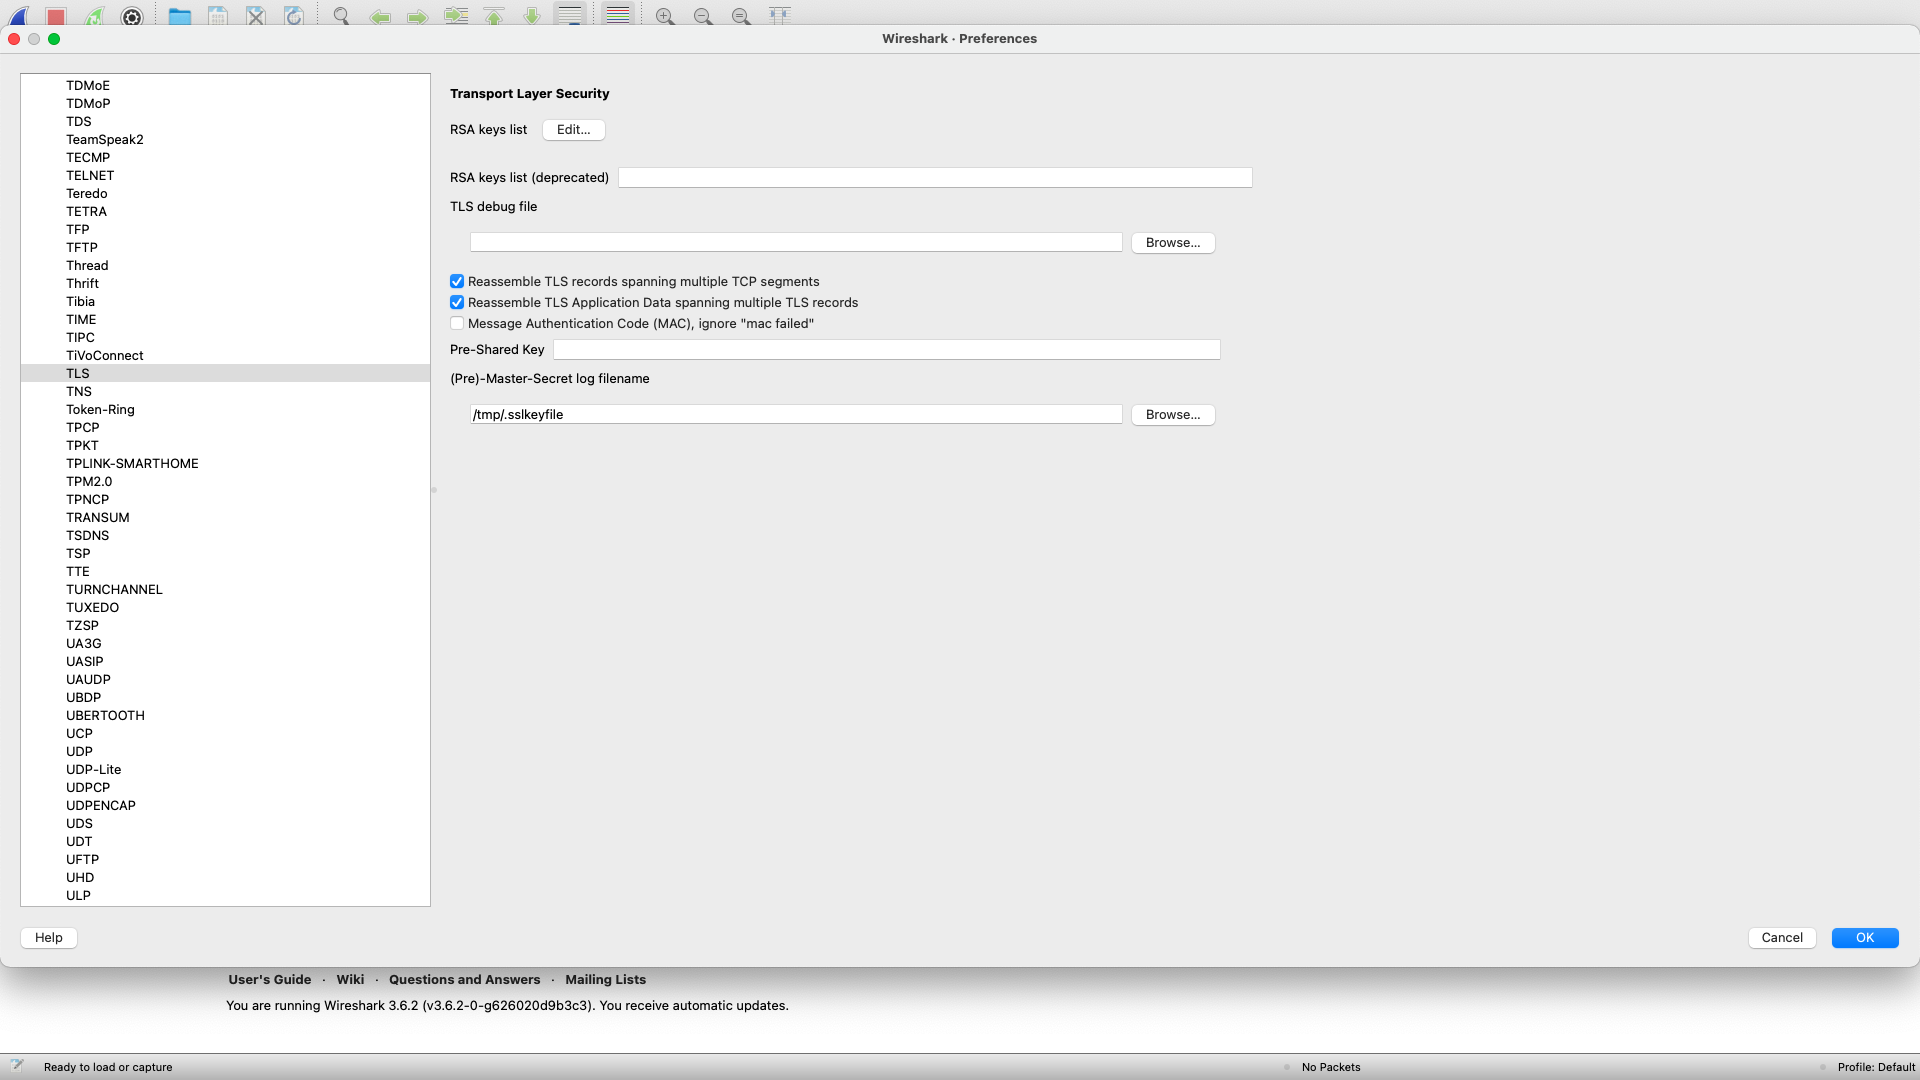 Wireshark · Preferences
TDMoE
TDMoP
TDS
TeamSpeak2
TECMP
TELNET
Teredo
TETRA
TFP
TFTP
Thread
Thrift
Tibia
TIME
TIPC
TiVoConnect
TLS
TNS
Token-Ring
TPCP
TPKT
TPLINK-SMARTHOME
TPM2.0
TPNCP
TRANSUM
TSDNS
TSP
TTE
TURNCHANNEL
TUXEDO
TZSP
UA3G
UASIP
UAUDP
UBDP
UBERTOOTH
UCP
UDP
UDP-Lite
UDPCP
UDPENCAP
UDS
UDT
UFTP
UHD
ULP
Transport Layer Security
RSA keys list Edit...
RSA keys list (deprecated)
TLS debug file
Browse...
Reassemble TLS records spanning multiple TCP segments
Reassemble TLS Application Data spanning multiple TLS records
Message Authentication Code (MAC), ignore "mac failed"
Pre-Shared Key
(Pre)-Master-Secret log filename
/tmp/.sslkeyfile Browse...
Help Cancel OK
User's Guide · Wiki · Questions and Answers · Mailing Lists
You are running Wireshark 3.6.2 (v3.6.2-0-g626020d9b3c3). You receive automatic updates.
Ready to load or capture No Packets Profile: Default